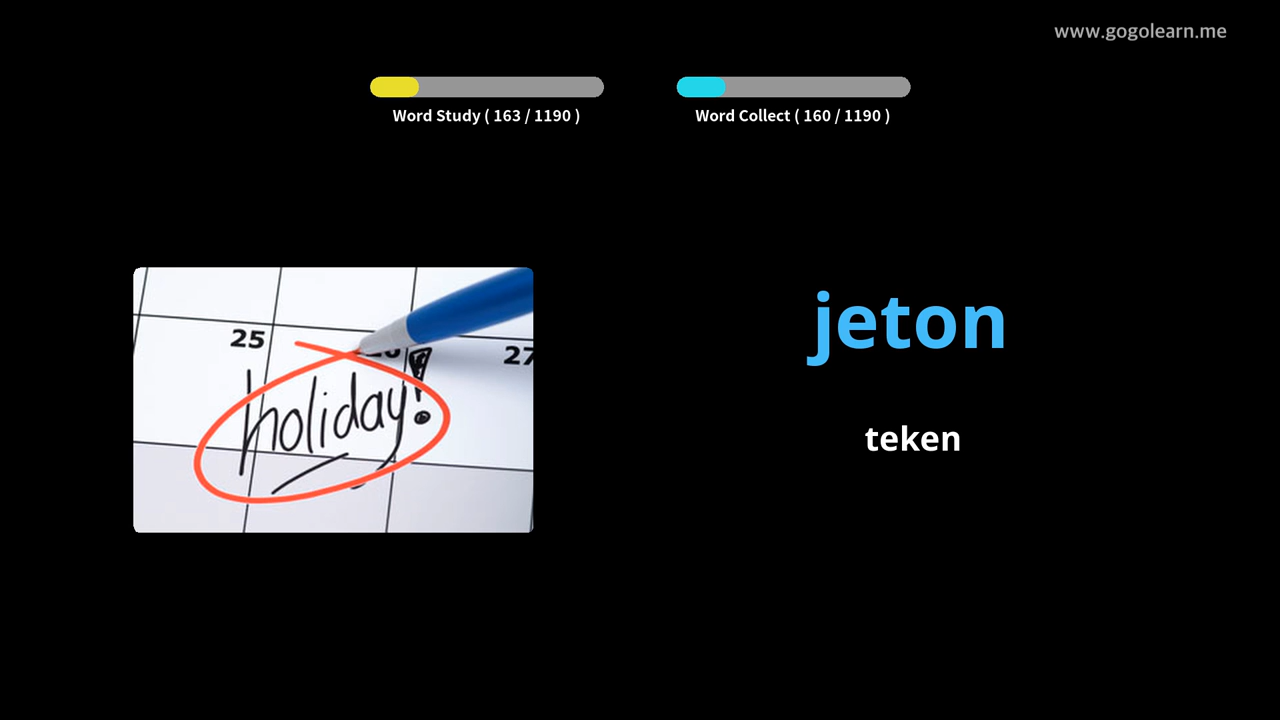 www.gogolearn.me
Word Study ( 163 / 1190 )
Word Collect ( 160 / 1190 )
25
27
holiday!
jeton
teken